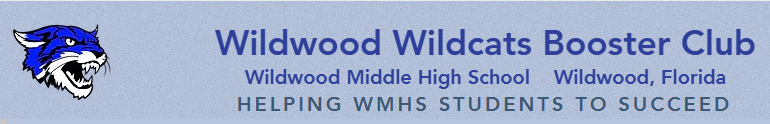 Wildwood Wildcats Booster Club
Wildwood Middle High School Wildwood, Florida
HELPING WMHS STUDENTS TO SUCCEED